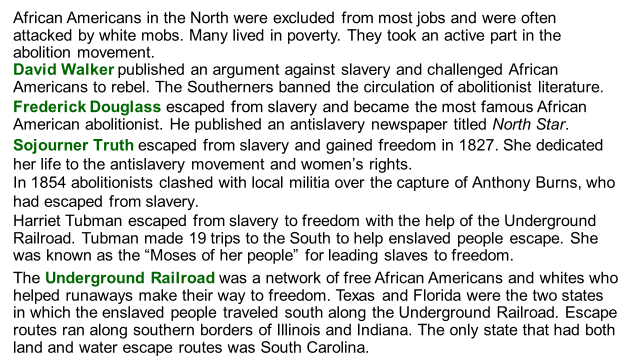 African Americans in the North were excluded from most jobs and were often
attacked by white mobs. Many lived in poverty. They took an active part in the
abolition movement.
David Walker published an argument against slavery and challenged African
Americans to rebel. The Southerners banned the circulation of abolitionist literature.
Frederick Douglass escaped from slavery and became the most famous African
American abolitionist. He published an antislavery newspaper titled North Star.
Sojourner Truth escaped from slavery and gained freedom in 1827. She dedicated
her life to the antislavery movement and women's rights.
In 1854 abolitionists clashed with local militia over the capture of Anthony Burns, who
had escaped from slavery.
Harriet Tubman escaped from slavery to freedom with the help of the Underground
Railroad. Tubman made 19 trips to the South to help enslaved people escape. She
was known as the “Moses of her people” for leading slaves to freedom.
The Underground Railroad was a network of free African Americans and whites who
helped runaways make their way to freedom. Texas and Florida were the two states
in which the enslaved people traveled south along the Underground Railroad. Escape
routes ran along southern borders of Illinois and Indiana. The only state that had both
land and water escape routes was South Carolina.